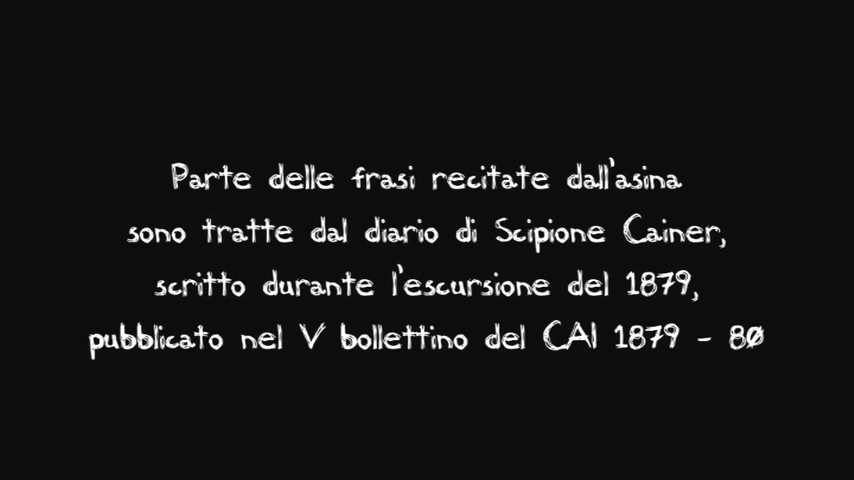 Parte delle frasi recitate dall'asina
sono tratte dal diario di Scipione Cainer,
scritto durante l'escursione del 1879,
pubblicato nel V bollettino del CAI 1879 - 80